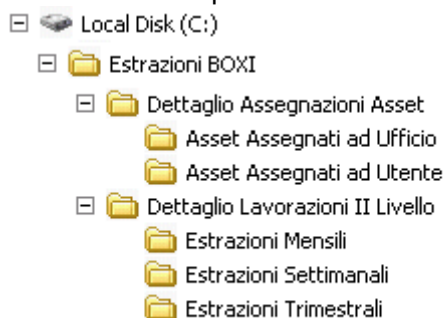 Local Disk (C:)
Estrazioni BOXI
Dettaglio Assegnazioni Asset
Asset Assegnati ad Ufficio
Asset Assegnati ad Utente
Dettaglio Lavorazioni II Livello
Estrazioni Mensili
Estrazioni Settimanali
Estrazioni Trimestrali